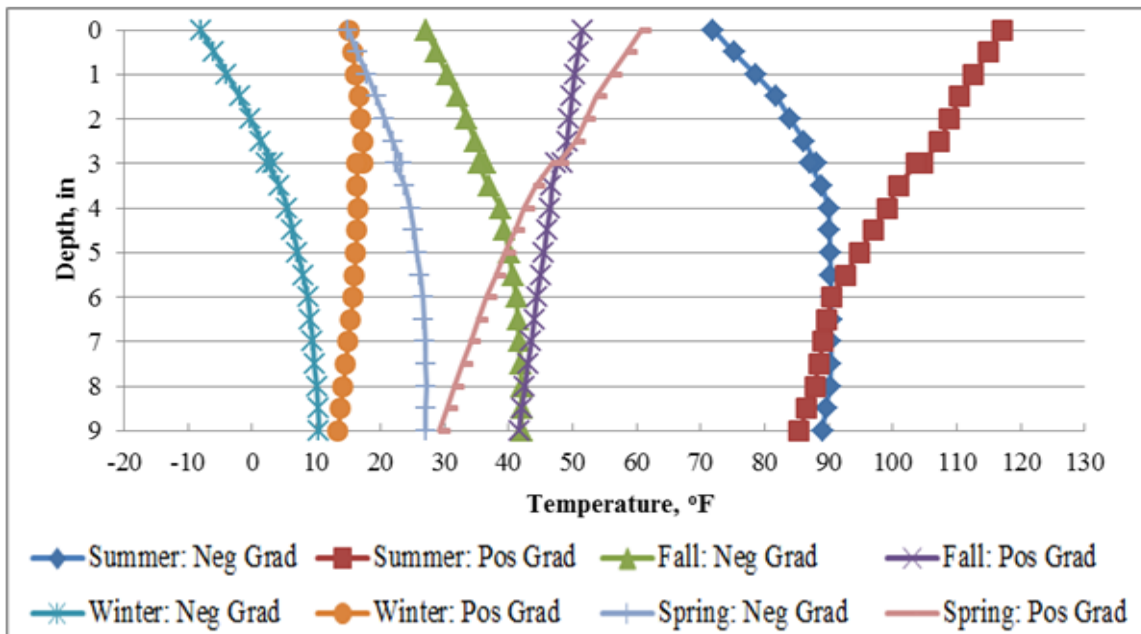 0
1
2
3
4
5
6
7
8
9
Depth, in
-20 -10 0 10 20 30 40 50 60 70 80 90 100 110 120 130
Temperature, °F
Summer: Neg Grad Summer: Pos Grad Fall: Neg Grad Fall: Pos Grad
Winter: Neg Grad Winter: Pos Grad Spring: Neg Grad Spring: Pos Grad